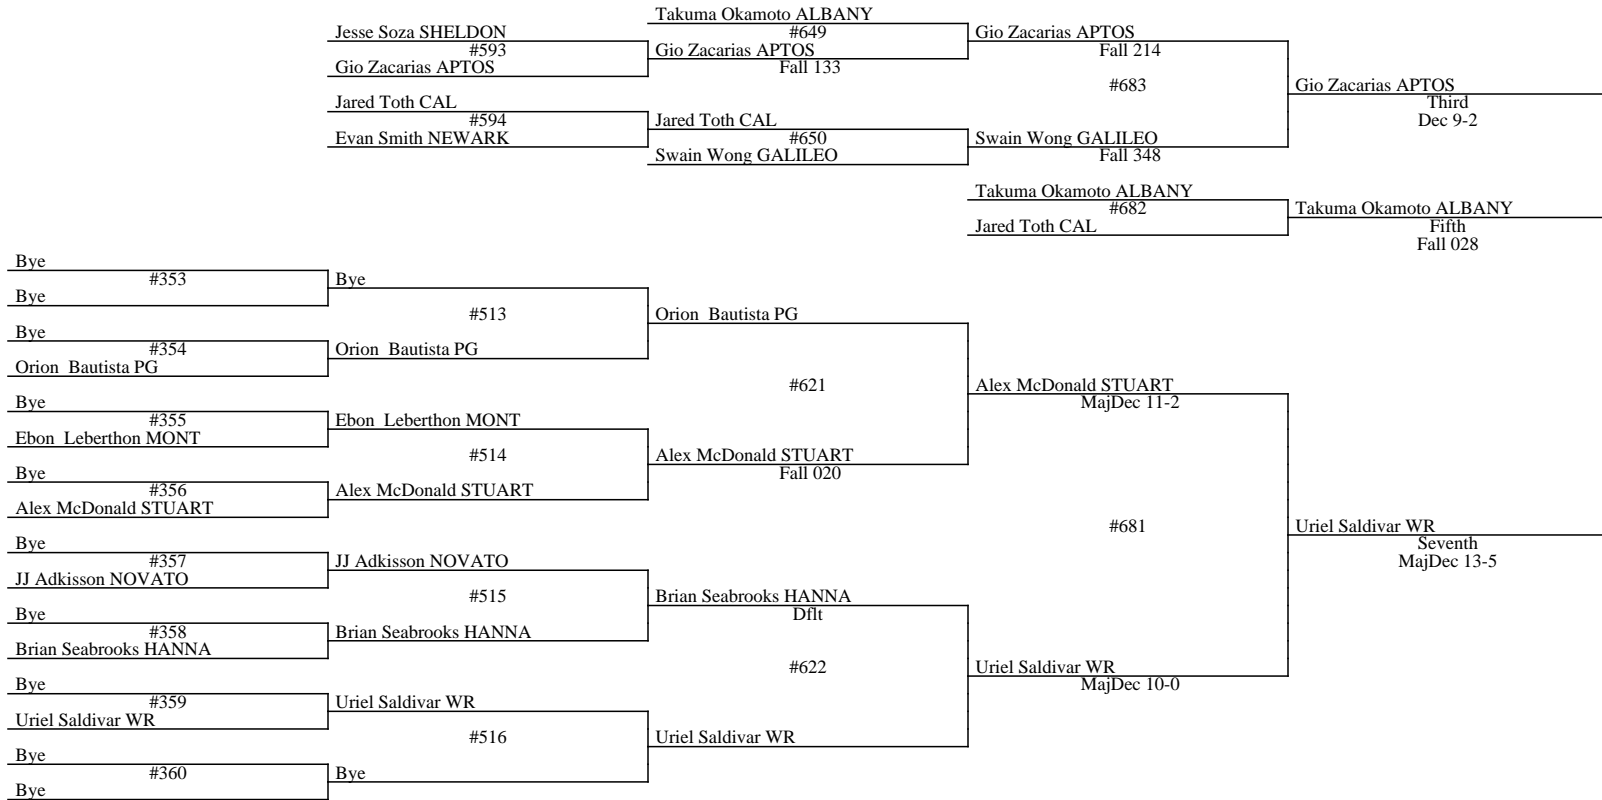 Takuma Okamoto ALBANY
Jesse Soza SHELDON
#649
Gio Zacarias APTOS
#593
Gio Zacarias APTOS
Fall 214
Gio Zacarias APTOS
Fall 133
#683
Gio Zacarias APTOS
Jared Toth CAL
Third
#594
Jared Toth CAL
Dec 9-2
Evan Smith NEWARK
#650
Swain Wong GALILEO
Swain Wong GALILEO
Fall 348
Takuma Okamoto ALBANY
#682
Takuma Okamoto ALBANY
Jared Toth CAL
Fifth
Fall 028
Bye
#353
Bye
Bye
#513
Orion  Bautista PG
Bye
#354
Orion  Bautista PG
Orion  Bautista PG
#621
Alex McDonald STUART
MajDec 11-2
Bye
#355
Ebon  Leberthon MONT
Ebon  Leberthon MONT
#514
Alex McDonald STUART
Fall 020
Bye
#356
Alex McDonald STUART
Alex McDonald STUART
#681
Uriel Saldivar WR
Seventh
MajDec 13-5
Bye
#357
JJ Adkisson NOVATO
JJ Adkisson NOVATO
#515
Brian Seabrooks HANNA
Dflt
Bye
#358
Brian Seabrooks HANNA
Brian Seabrooks HANNA
#622
Uriel Saldivar WR
MajDec 10-0
Bye
#359
Uriel Saldivar WR
Uriel Saldivar WR
#516
Uriel Saldivar WR
Bye
#360
Bye
Bye